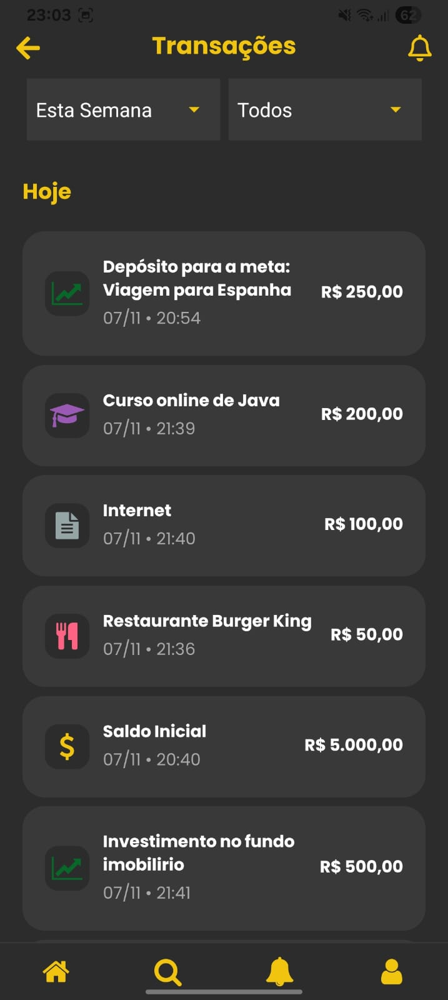 23:03
62
Transações
Esta Semana
Todos
Hoje
Depósito para a meta:
Viagem para Espanha
R$ 250,00
07/11 • 20:54
Curso online de Java
R$ 200,00
07/11 • 21:39
Internet
R$ 100,00
07/11 • 21:40
Restaurante Burger King
R$ 50,00
07/11 • 21:36
Saldo Inicial
R$ 5.000,00
07/11 • 20:40
Investimento no fundo
imobilirio
R$ 500,00
07/11 • 21:41